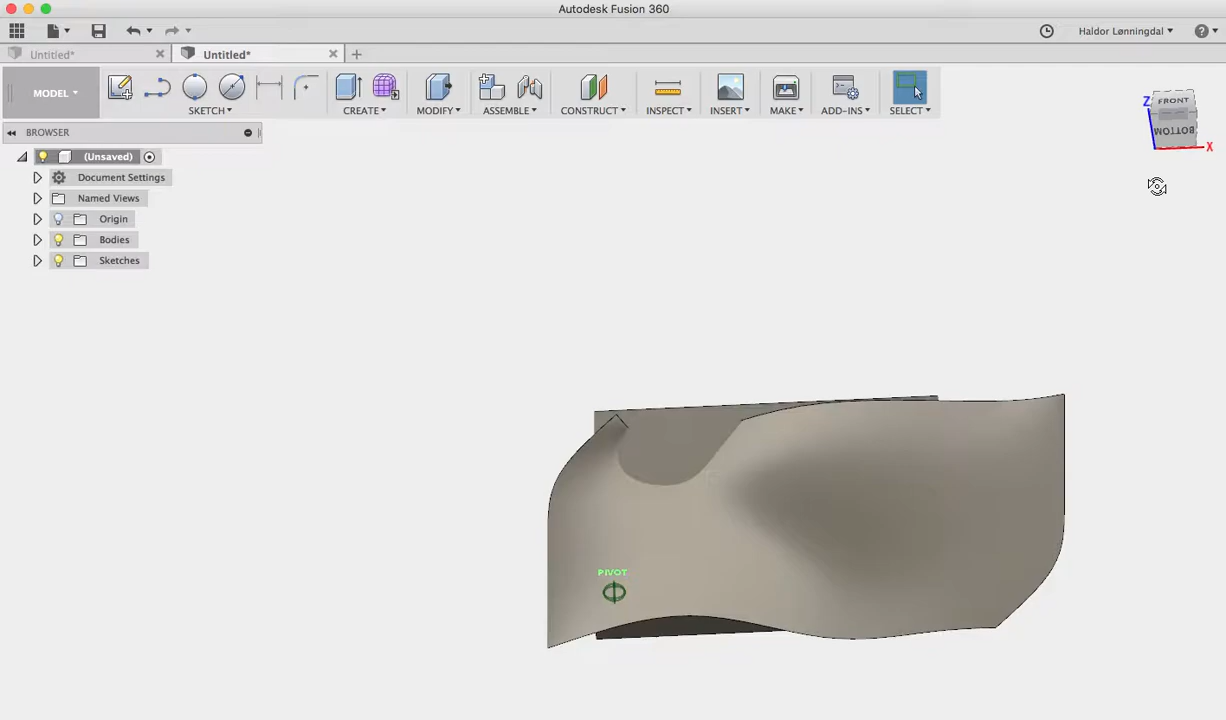 Autodesk Fusion 360
Haldor Lønningdal
Untitled*
Untitled*
MODEL
SKETCH
CREATE
MODIFY
ASSEMBLE
CONSTRUCT
INSPECT
INSERT
MAKE
ADD-INS
SELECT
Z
FRONT
BOTTOM
X
BROWSER
(Unsaved)
Document Settings
Named Views
Origin
Bodies
Sketches
PIVOT